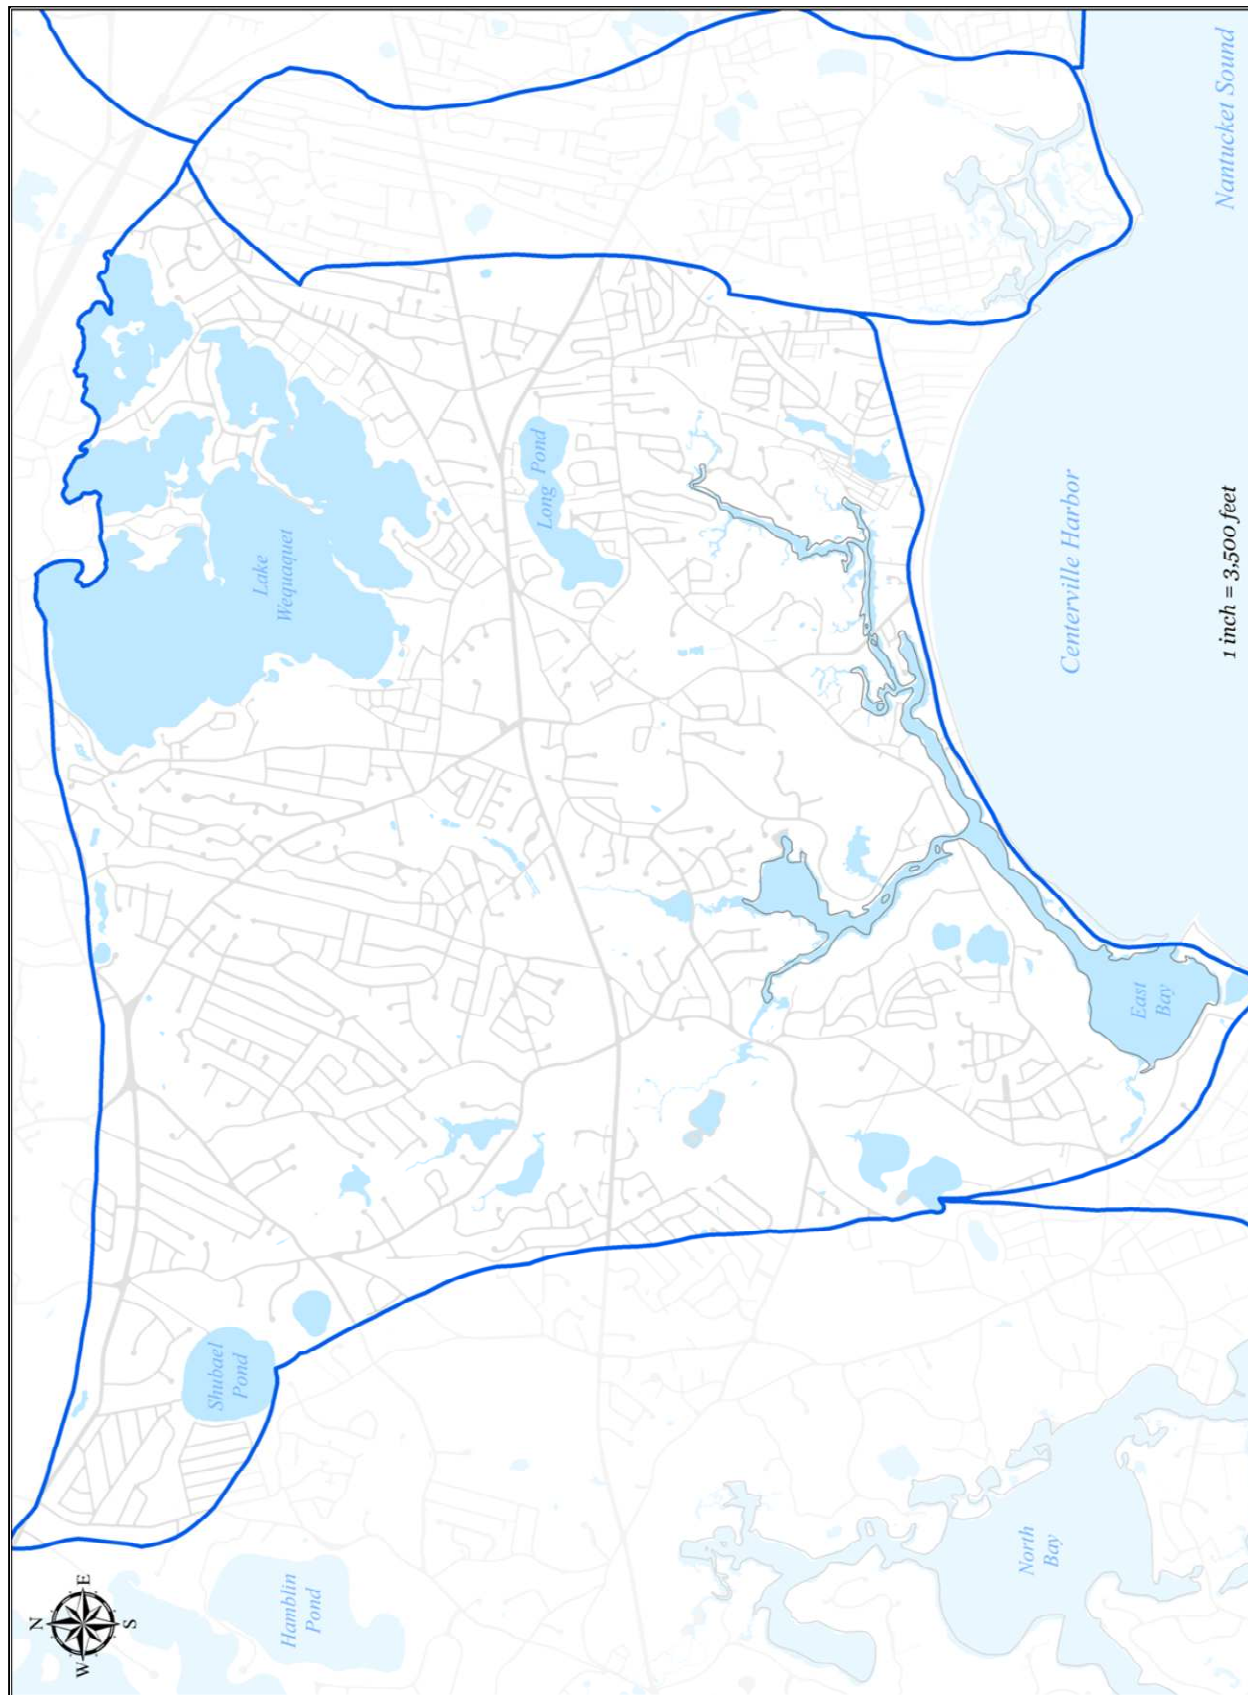 Nantucket Sound
Lake
Wequaquet
Long Pond
Centerville Harbor
1 inch = 3,500 feet
East
Bay
Shubael
Pond
Hamblin
Pond
North
Bay
N
W E
S